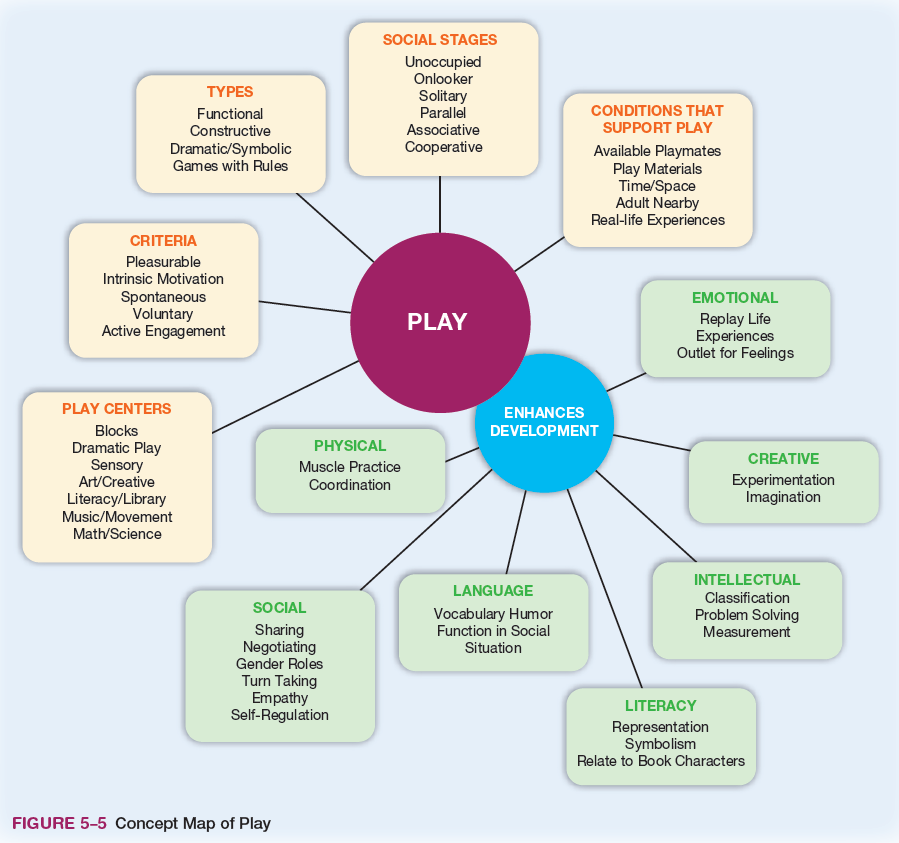 SOCIAL STAGES
Unoccupied
Onlooker
Solitary
Parallel
Associative
Cooperative
TYPES
Functional
Constructive
Dramatic/Symbolic
Games with Rules
CONDITIONS THAT
SUPPORT PLAY
Available Playmates
Play Materials
Time/Space
Adult Nearby
Real-life Experiences
CRITERIA
Pleasurable
Intrinsic Motivation
Spontaneous
Voluntary
Active Engagement
PLAY
EMOTIONAL
Replay Life
Experiences
Outlet for Feelings
PLAY CENTERS
Blocks
Dramatic Play
Sensory
Art/Creative
Literacy/Library
Music/Movement
Math/Science
ENHANCES
DEVELOPMENT
PHYSICAL
Muscle Practice
Coordination
CREATIVE
Experimentation
Imagination
INTELLECTUAL
Classification
Problem Solving
Measurement
LANGUAGE
Vocabulary Humor
Function in Social
Situation
SOCIAL
Sharing
Negotiating
Gender Roles
Turn Taking
Empathy
Self-Regulation
LITERACY
Representation
Symbolism
Relate to Book Characters
FIGURE 5–5 Concept Map of Play